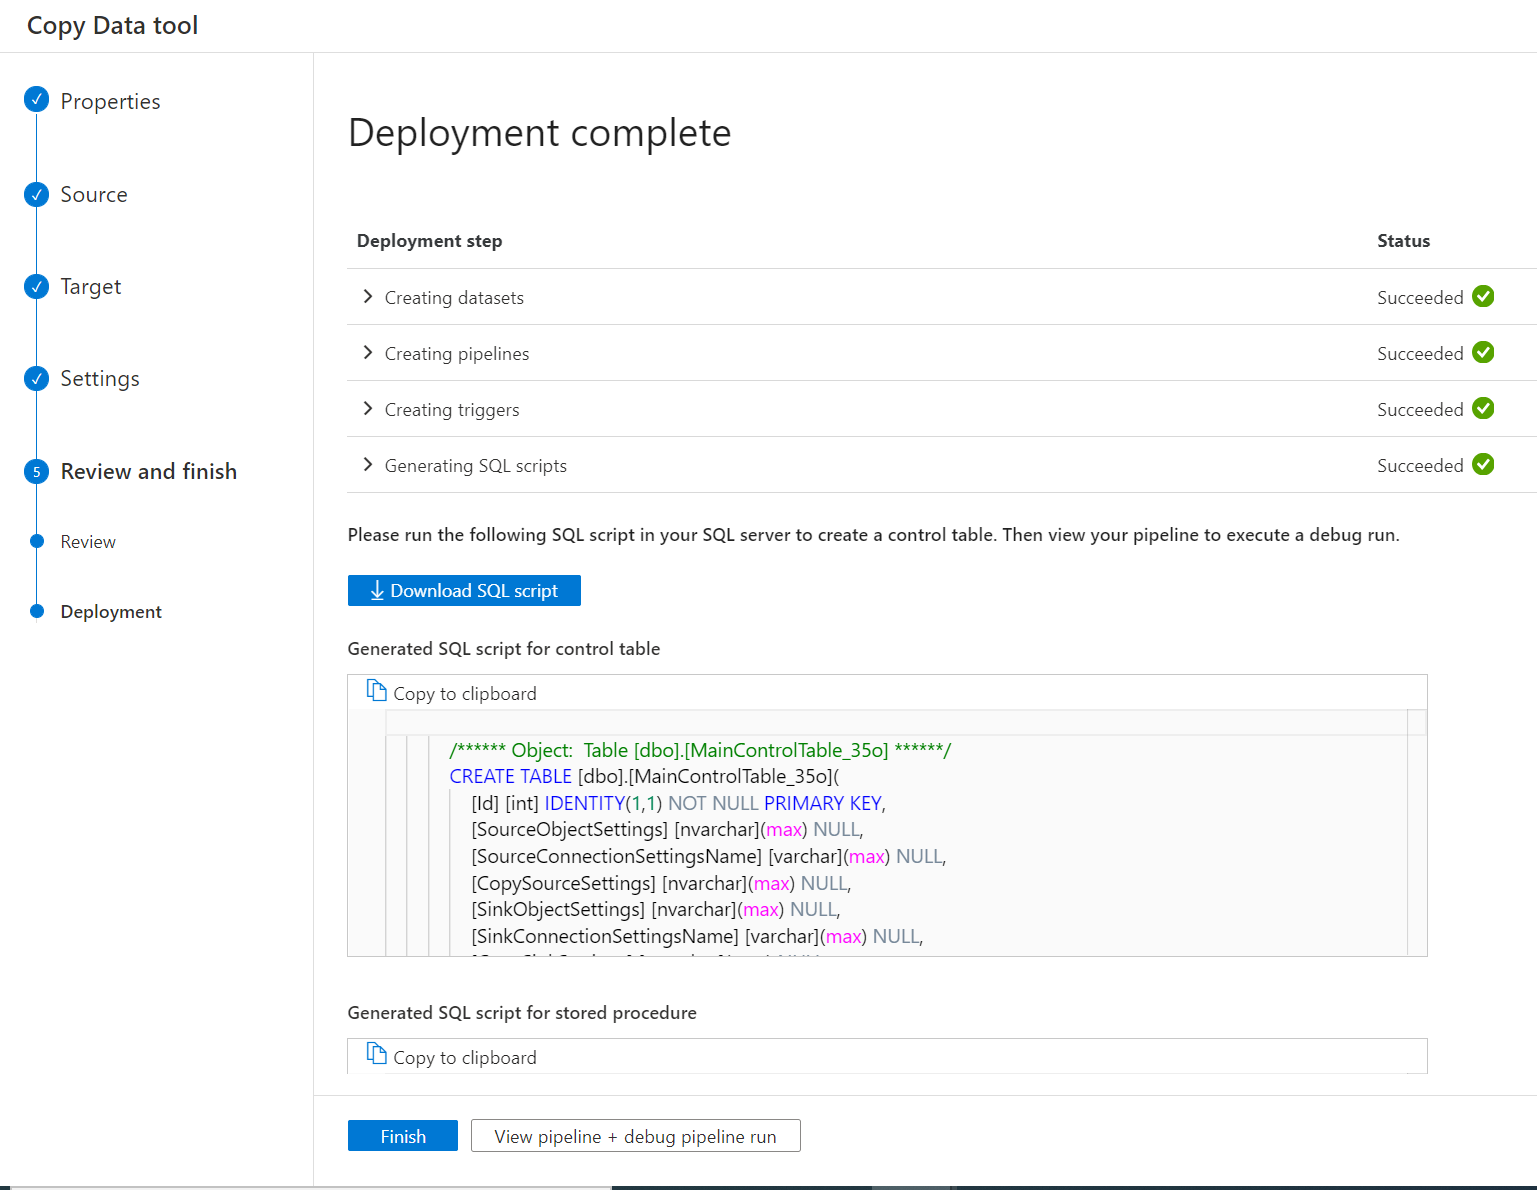 Copy Data tool
Properties
Source
Target
Settings
5 Review and finish
Review
Deployment
Deployment complete
Deployment step Status
Creating datasets Succeeded
Creating pipelines Succeeded
Creating triggers Succeeded
Generating SQL scripts Succeeded
Please run the following SQL script in your SQL server to create a control table. Then view your pipeline to execute a debug run.
Download SQL script
Generated SQL script for control table
Copy to clipboard
/****** Object:  Table [dbo].[MainControlTable_35o] ******/
CREATE TABLE [dbo].[MainControlTable_35o](
[Id] [int] IDENTITY(1,1) NOT NULL PRIMARY KEY,
[SourceObjectSettings] [nvarchar](max) NULL,
[SourceConnectionSettingsName] [varchar](max) NULL,
[CopySourceSettings] [nvarchar](max) NULL,
[SinkObjectSettings] [nvarchar](max) NULL,
[SinkConnectionSettingsName] [varchar](max) NULL,
Generated SQL script for stored procedure
Copy to clipboard
Finish
View pipeline + debug pipeline run